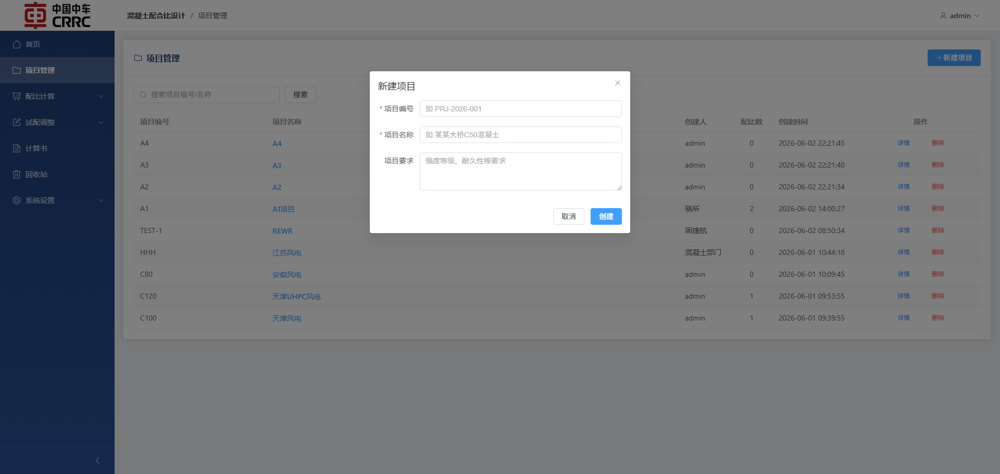 中国中车
CRRC
混凝土配合比设计 / 项目管理
admin
首页
项目管理
配比计算
试配调整
计算书
回收站
系统设置
项目管理
+新建项目
搜索项目编号/名称
搜索
项目编号 项目名称 创建人 配比数 创建时间 操作
A4 A4 admin 0 2026-06-02 22:21:45 详情 删除
A3 A3 admin 0 2026-06-02 22:21:40 详情 删除
A2 A2 admin 0 2026-06-02 22:21:34 详情 删除
A1 A1项目 骆所 2 2026-06-02 14:00:27 详情 删除
TEST-1 REWR 周捷航 0 2026-06-02 08:50:34 详情 删除
HHH 江苏风电 混凝土部门 0 2026-06-01 10:44:18 详情 删除
C80 安徽风电 admin 0 2026-06-01 10:09:45 详情 删除
C120 天津UHPC风电 admin 1 2026-06-01 09:53:55 详情 删除
C100 天津风电 admin 1 2026-06-01 09:39:55 详情 删除
新建项目
* 项目编号 如 PRJ-2026-001
* 项目名称 如 某某大桥C50混凝土
项目要求 强度等级、耐久性等要求
取消 创建